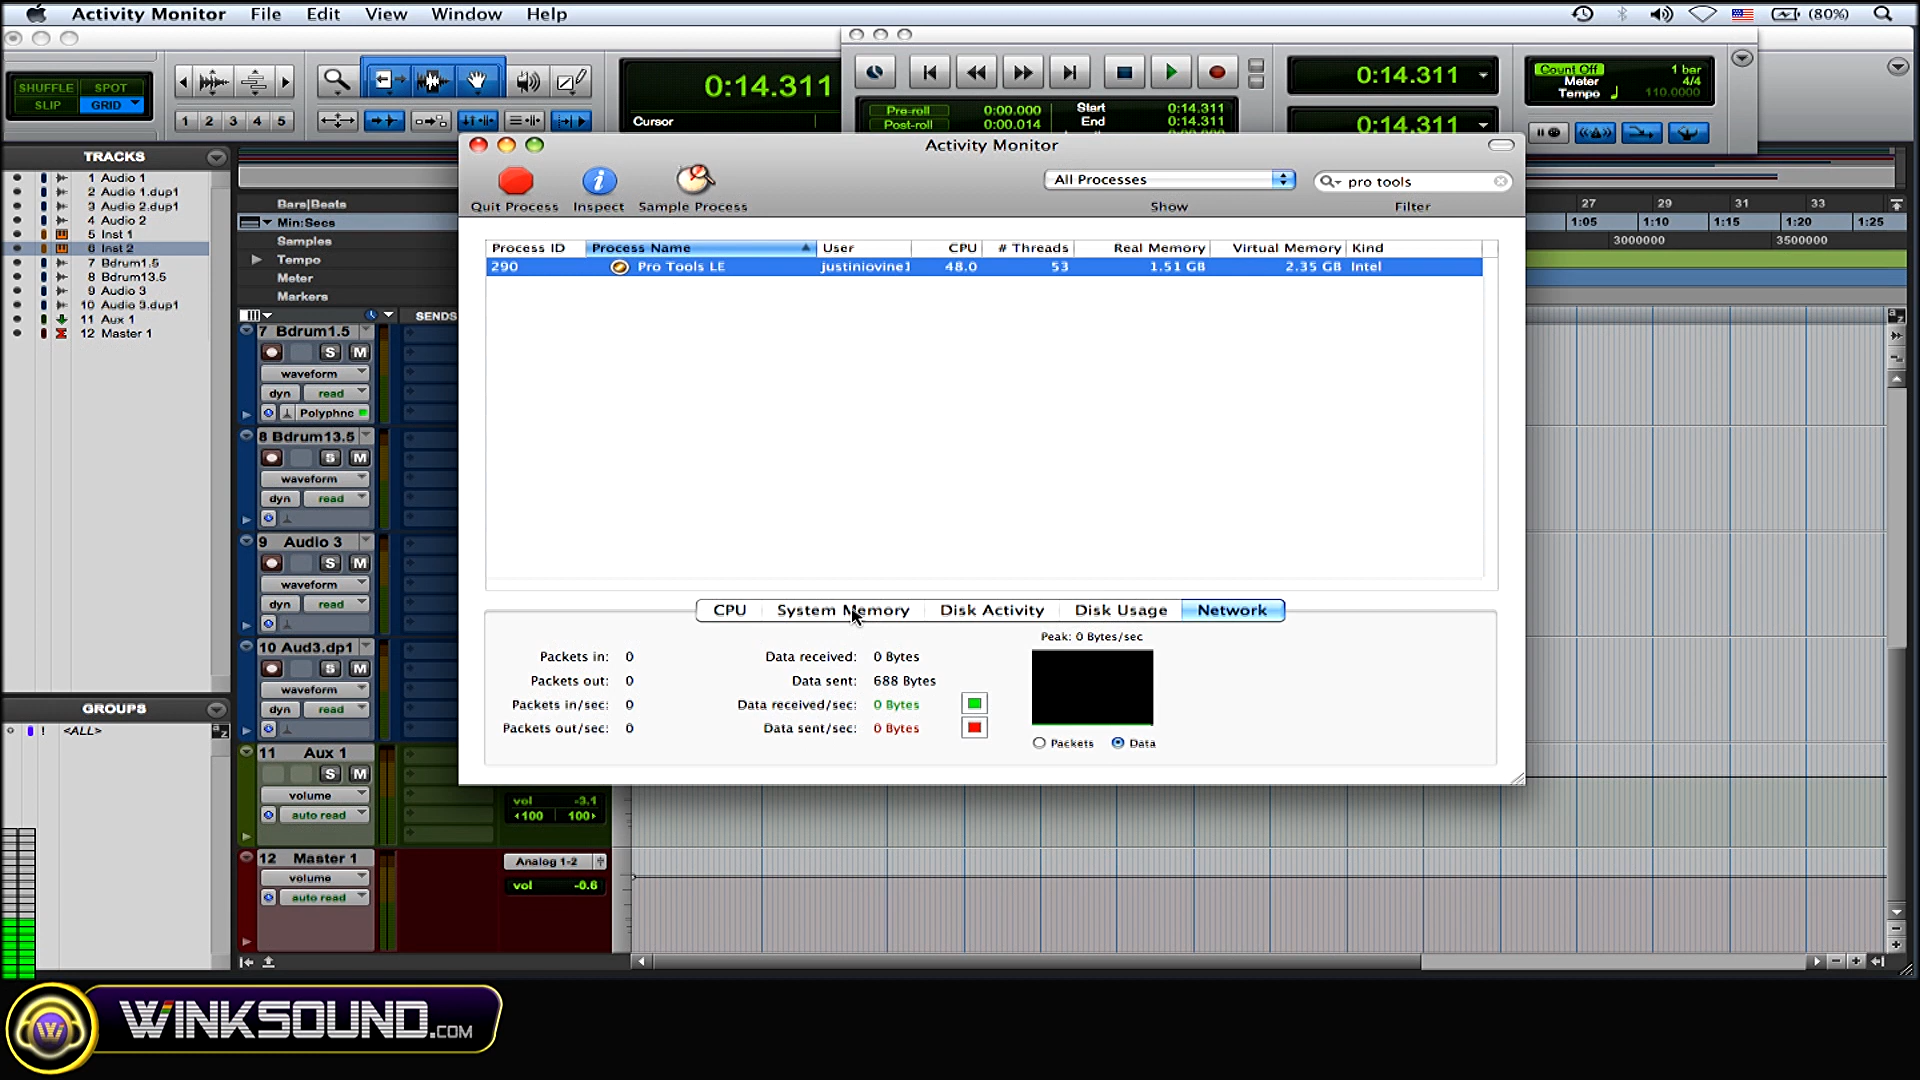 Activity Monitor File Edit View Window Help (80%)
SHUFFLE SPOT
SLIP GRID
1 2 3 4 5
0:14.311
Cursor
Pre-roll 0:00.000
Post-roll 0:00.014
Start 0:14.311
End 0:14.311
0:14.311
0:14.311
Count Off 1 bar
Meter 4/4
Tempo 110.0000
TRACKS
1 Audio 1
2 Audio 1.dup1
3 Audio 2.dup1
4 Audio 2
5 Inst 1
6 Inst 2
7 Bdrum1.5
8 Bdrum13.5
9 Audio 3
10 Audio 3.dup1
11 Aux 1
12 Master 1
GROUPS
! <ALL>
Bars|Beats
Min:Secs
Samples
Tempo
Meter
Markers
SENDS
27 29 31 33
1:05 1:10 1:15 1:20 1:25
3000000 3500000
7 Bdrum1.5
S M
waveform
dyn read
Polyphnc
8 Bdrum13.5
S M
waveform
dyn read
9 Audio 3
S M
waveform
dyn read
10 Aud3.dp1
S M
waveform
dyn read
11 Aux 1
S M
volume
auto read
vol -3.1
100 100
12 Master 1
volume
auto read
Analog 1-2
vol -0.6
Activity Monitor
Quit Process Inspect Sample Process
All Processes
Show
pro tools
Filter
Process ID Process Name User CPU # Threads Real Memory Virtual Memory Kind
290 Pro Tools LE justiniovine1 48.0 53 1.51 GB 2.35 GB Intel
CPU System Memory Disk Activity Disk Usage Network
Packets in: 0
Packets out: 0
Packets in/sec: 0
Packets out/sec: 0
Data received: 0 Bytes
Data sent: 688 Bytes
Data received/sec: 0 Bytes
Data sent/sec: 0 Bytes
Peak: 0 Bytes/sec
Packets Data
WINKSOUND.COM